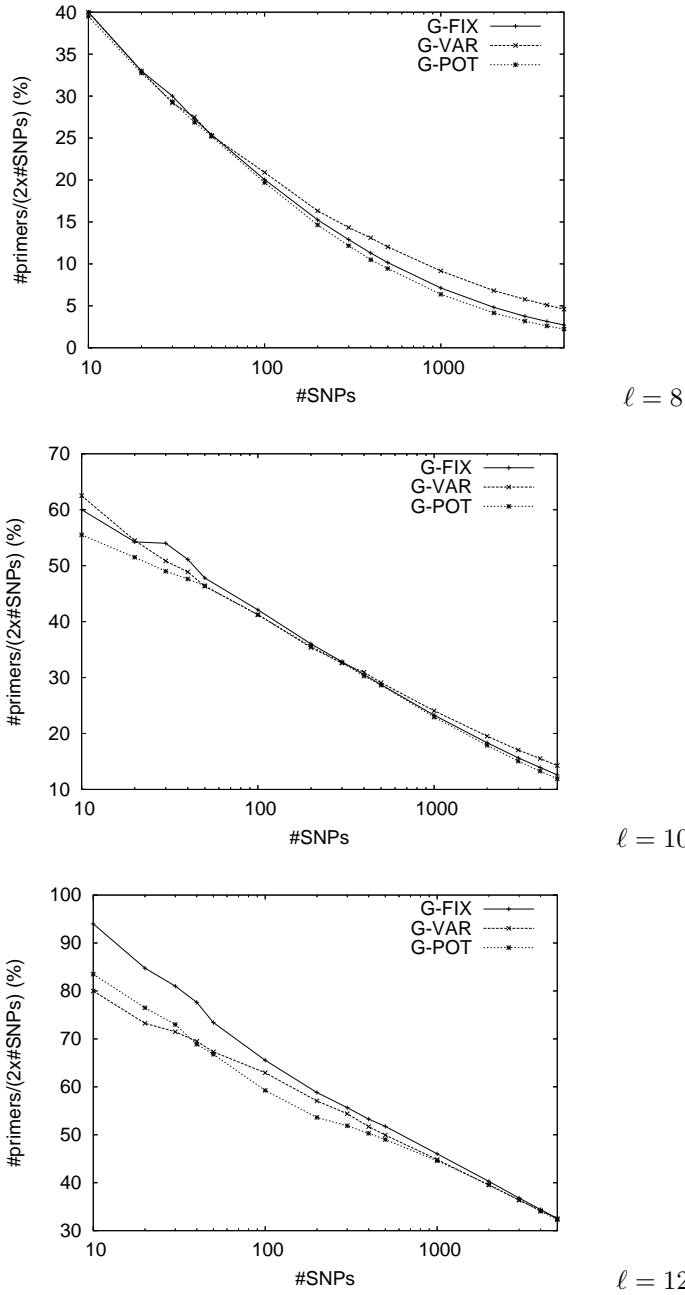 40
35
30
25
20
15
10
5
0
#primers/(2x#SNPs) (%)
G-FIX
G-VAR
G-POT
10
100
1000
#SNPs
ℓ = 8
70
60
50
40
30
20
10
#primers/(2x#SNPs) (%)
G-FIX
G-VAR
G-POT
10
100
1000
#SNPs
ℓ = 10
100
90
80
70
60
50
40
30
#primers/(2x#SNPs) (%)
G-FIX
G-VAR
G-POT
10
100
1000
#SNPs
ℓ = 12